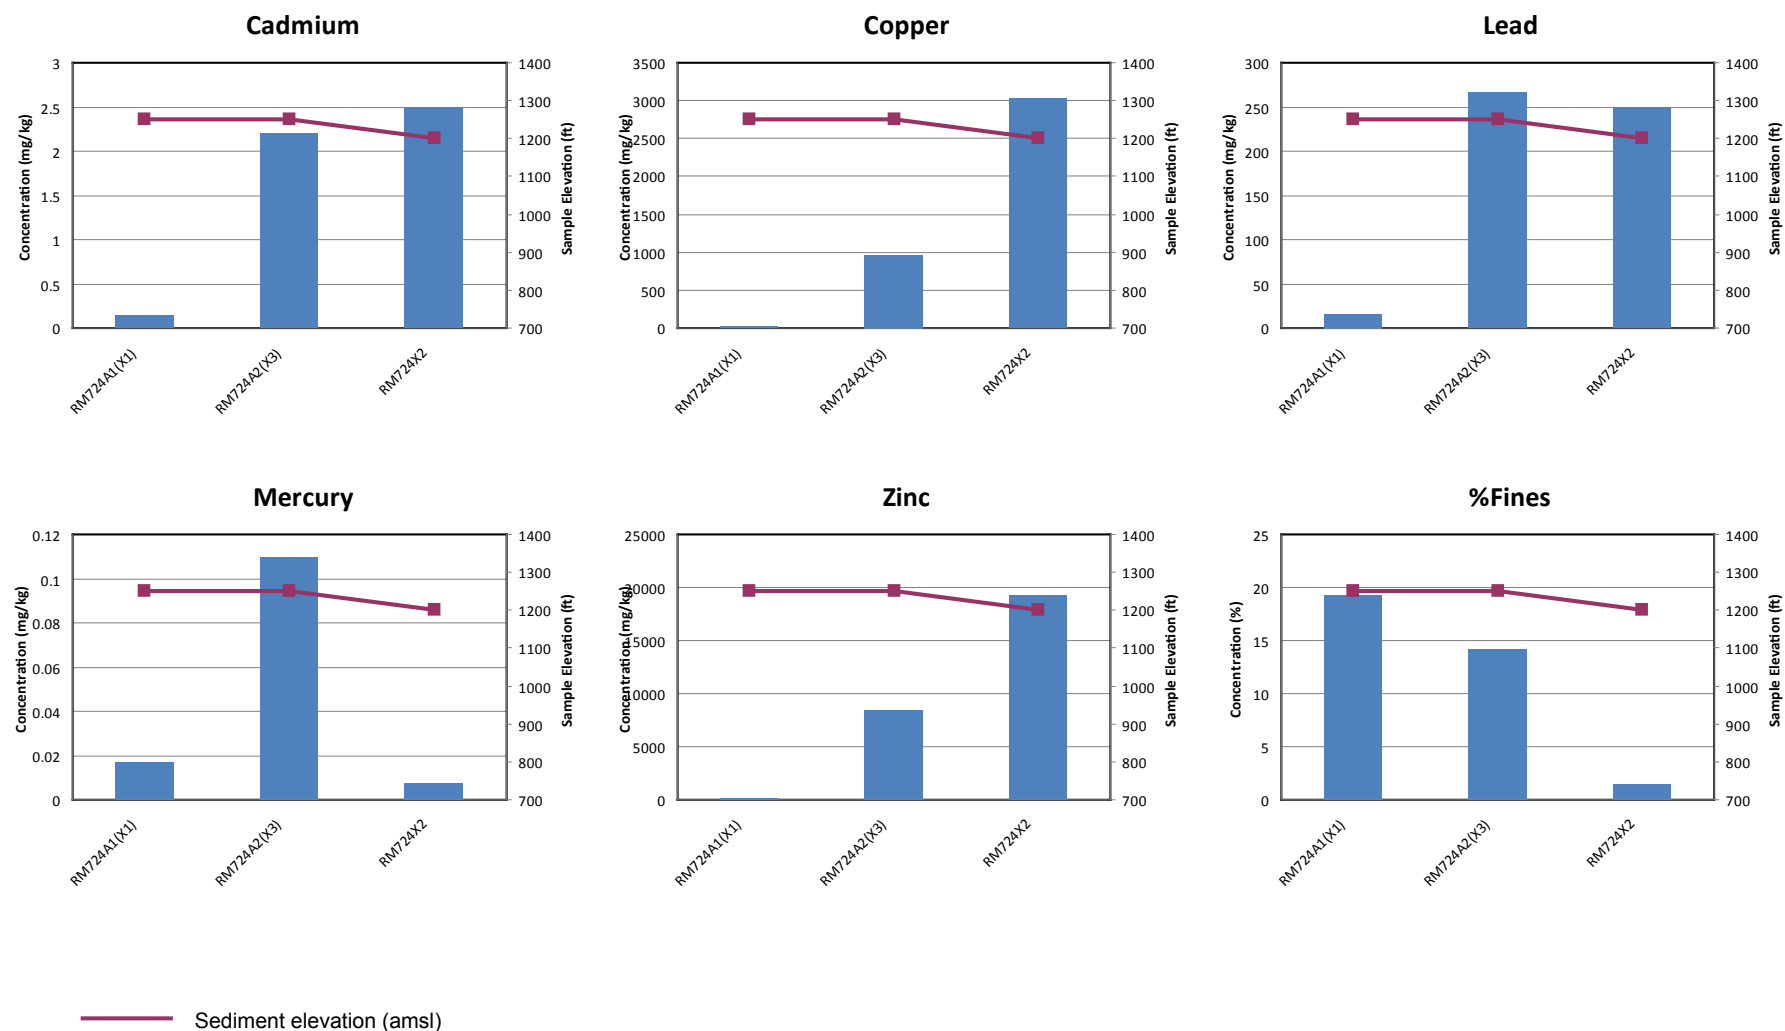 Cadmium
Concentration (mg/kg)
3
2.5
2
1.5
1
0.5
0
1400
1300
1200
1100
1000
900
800
700
Sample Elevation (ft)
RM724A1(X1)
RM724A2(X3)
RM724X2
Copper
Concentration (mg/kg)
3500
3000
2500
2000
1500
1000
500
0
1400
1300
1200
1100
1000
900
800
700
Sample Elevation (ft)
RM724A1(X1)
RM724A2(X3)
RM724X2
Lead
Concentration (mg/kg)
300
250
200
150
100
50
0
1400
1300
1200
1100
1000
900
800
700
Sample Elevation (ft)
RM724A1(X1)
RM724A2(X3)
RM724X2
Mercury
Concentration (mg/kg)
0.12
0.1
0.08
0.06
0.04
0.02
0
1400
1300
1200
1100
1000
900
800
700
Sample Elevation (ft)
RM724A1(X1)
RM724A2(X3)
RM724X2
Zinc
Concentration (mg/kg)
25000
20000
15000
10000
5000
0
1400
1300
1200
1100
1000
900
800
700
Sample Elevation (ft)
RM724A1(X1)
RM724A2(X3)
RM724X2
%Fines
Concentration (%)
25
20
15
10
5
0
1400
1300
1200
1100
1000
900
800
700
Sample Elevation (ft)
RM724A1(X1)
RM724A2(X3)
RM724X2
Sediment elevation (amsl)